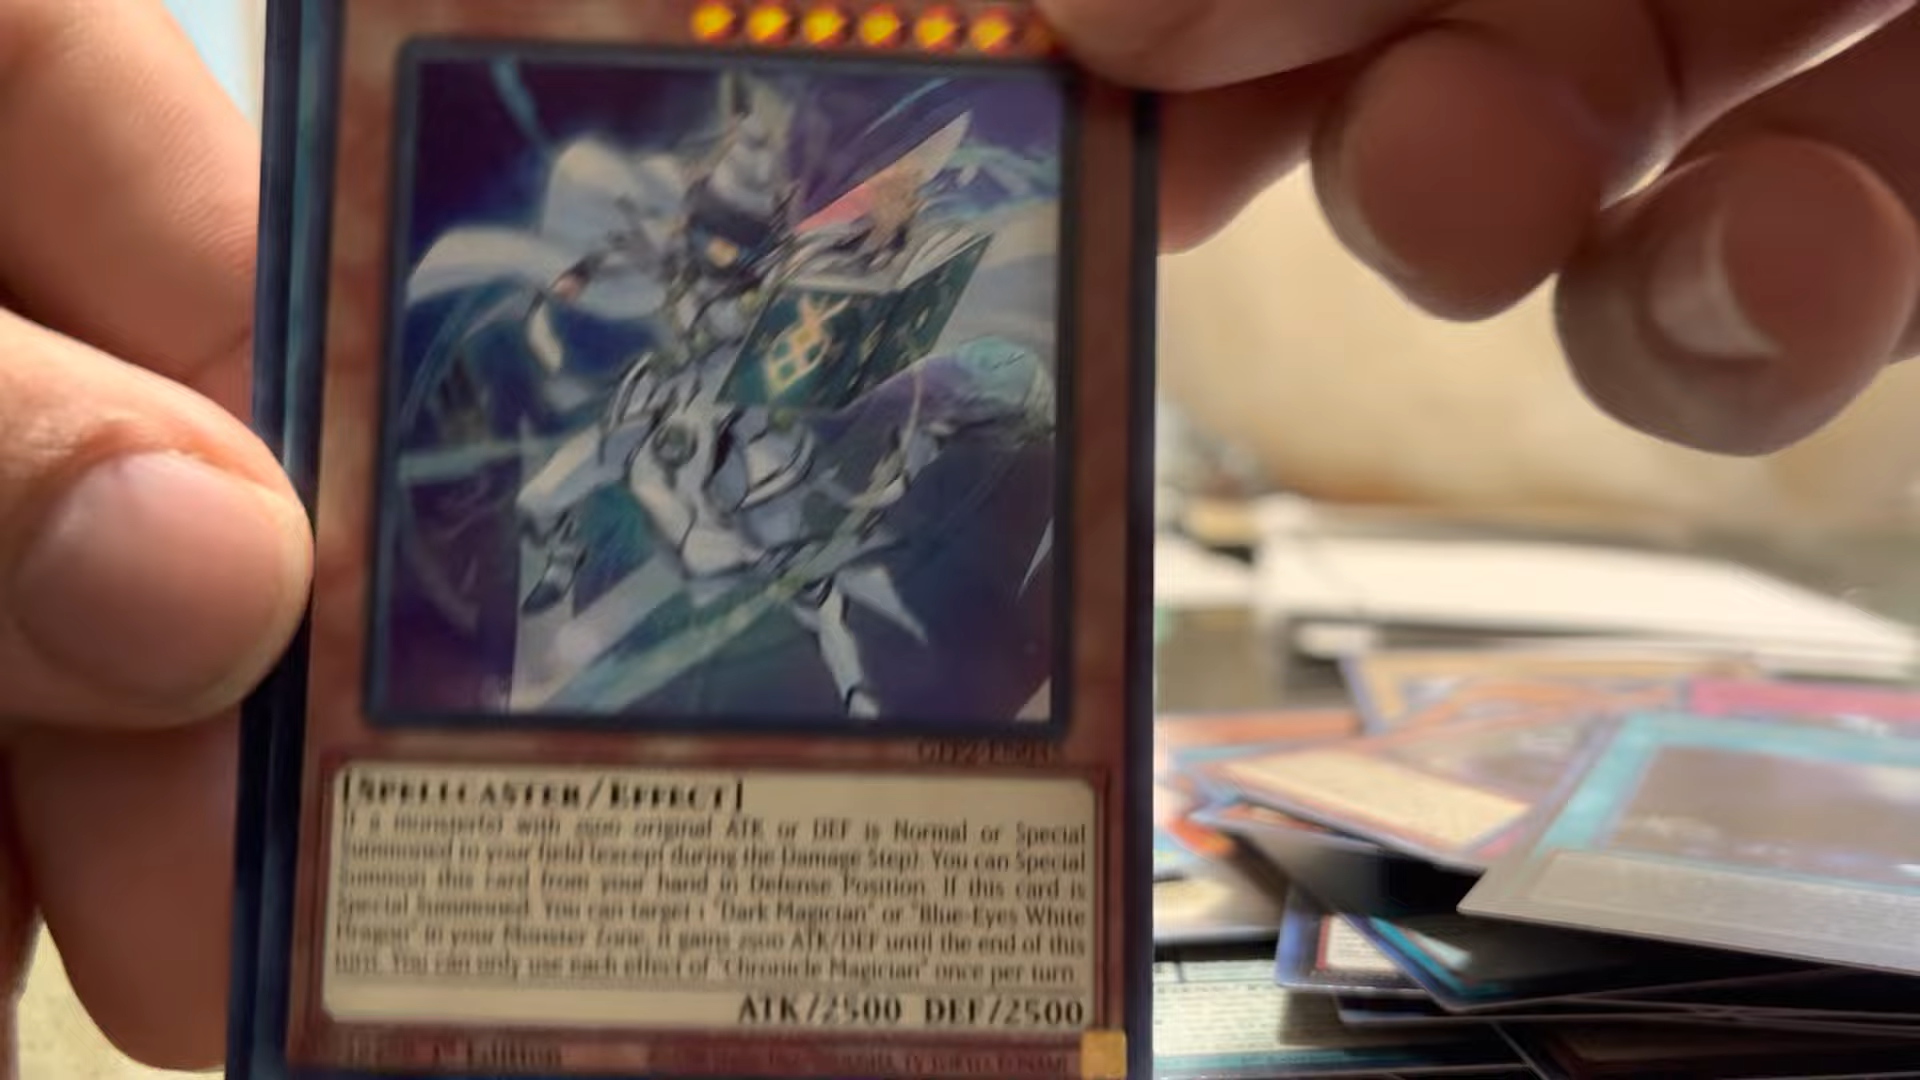 [SPELLCASTER/EFFECT]
If a monster(s) with 2500 original ATK or DEF is Normal or Special
Summoned to your field (except during the Damage Step): You can Special
Summon this card from your hand in Defense Position. If this card is
Special Summoned: You can target 1 "Dark Magician" or "Blue-Eyes White
Dragon" in your Monster Zone; it gains 2500 ATK/DEF until the end of this
turn. You can only use each effect of "Chronicle Magician" once per turn.
ATK/2500 DEF/2500
Edition